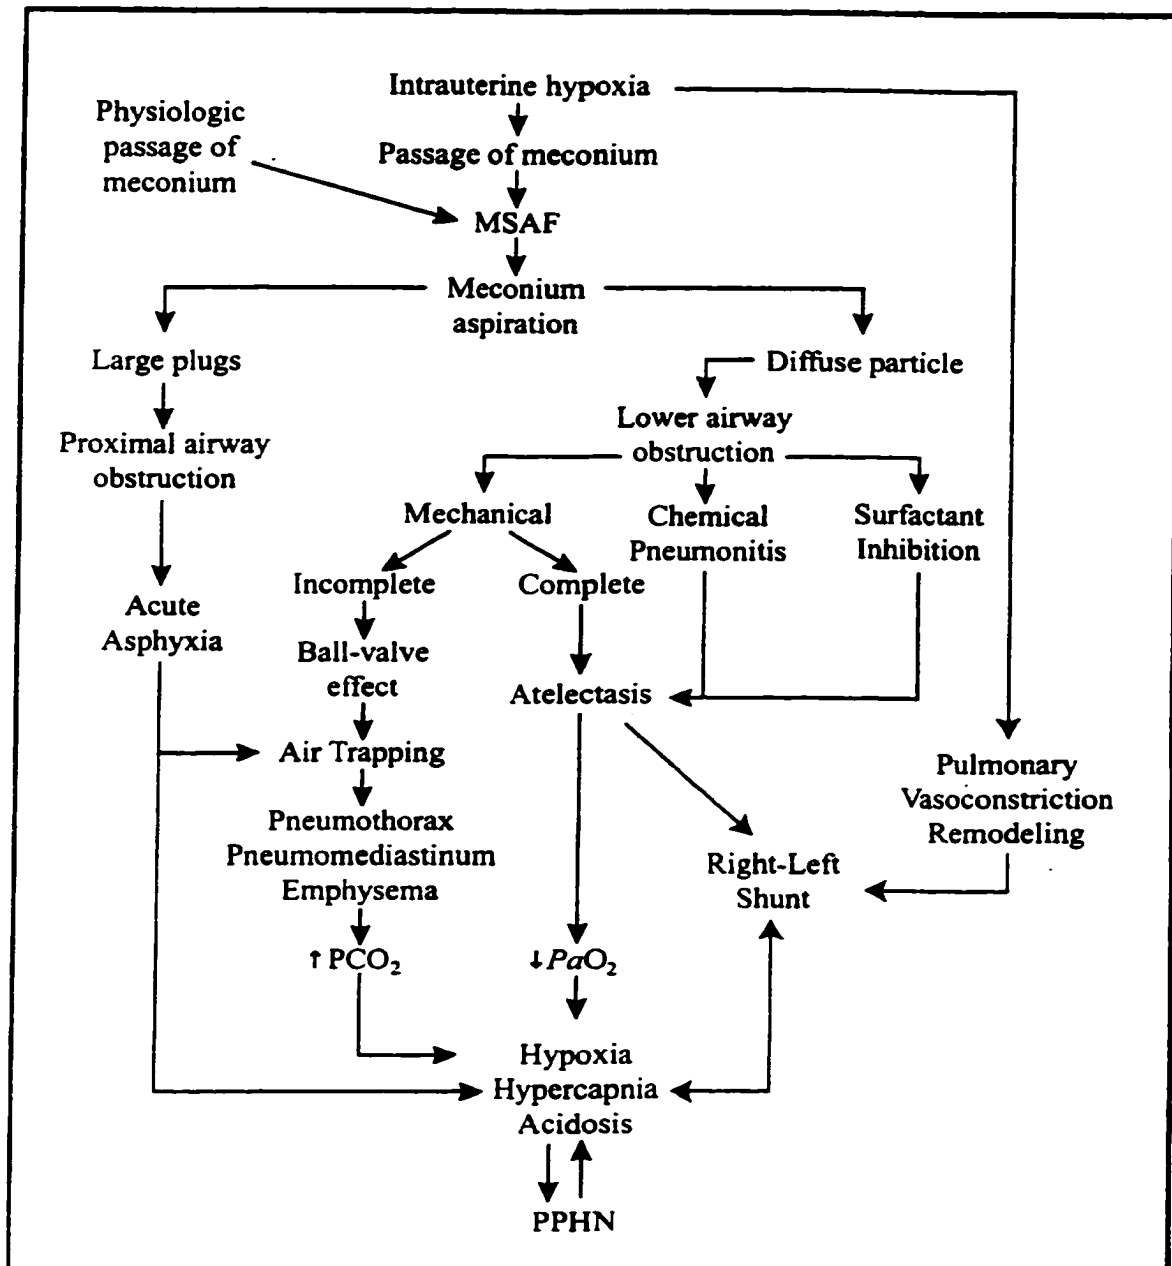 Intrauterine hypoxia
Physiologic
passage of
meconium
Passage of meconium
MSAF
Meconium
aspiration
Large plugs
Diffuse particle
Proximal airway
obstruction
Lower airway
obstruction
Mechanical
Chemical
Pneumonitis
Surfactant
Inhibition
Incomplete
Complete
Acute
Asphyxia
Ball-valve
effect
Atelectasis
Air Trapping
Pulmonary
Vasoconstriction
Remodeling
Pneumothorax
Pneumomediastinum
Emphysema
Right-Left
Shunt
↑PCO₂
↓PaO₂
Hypoxia
Hypercapnia
Acidosis
PPHN